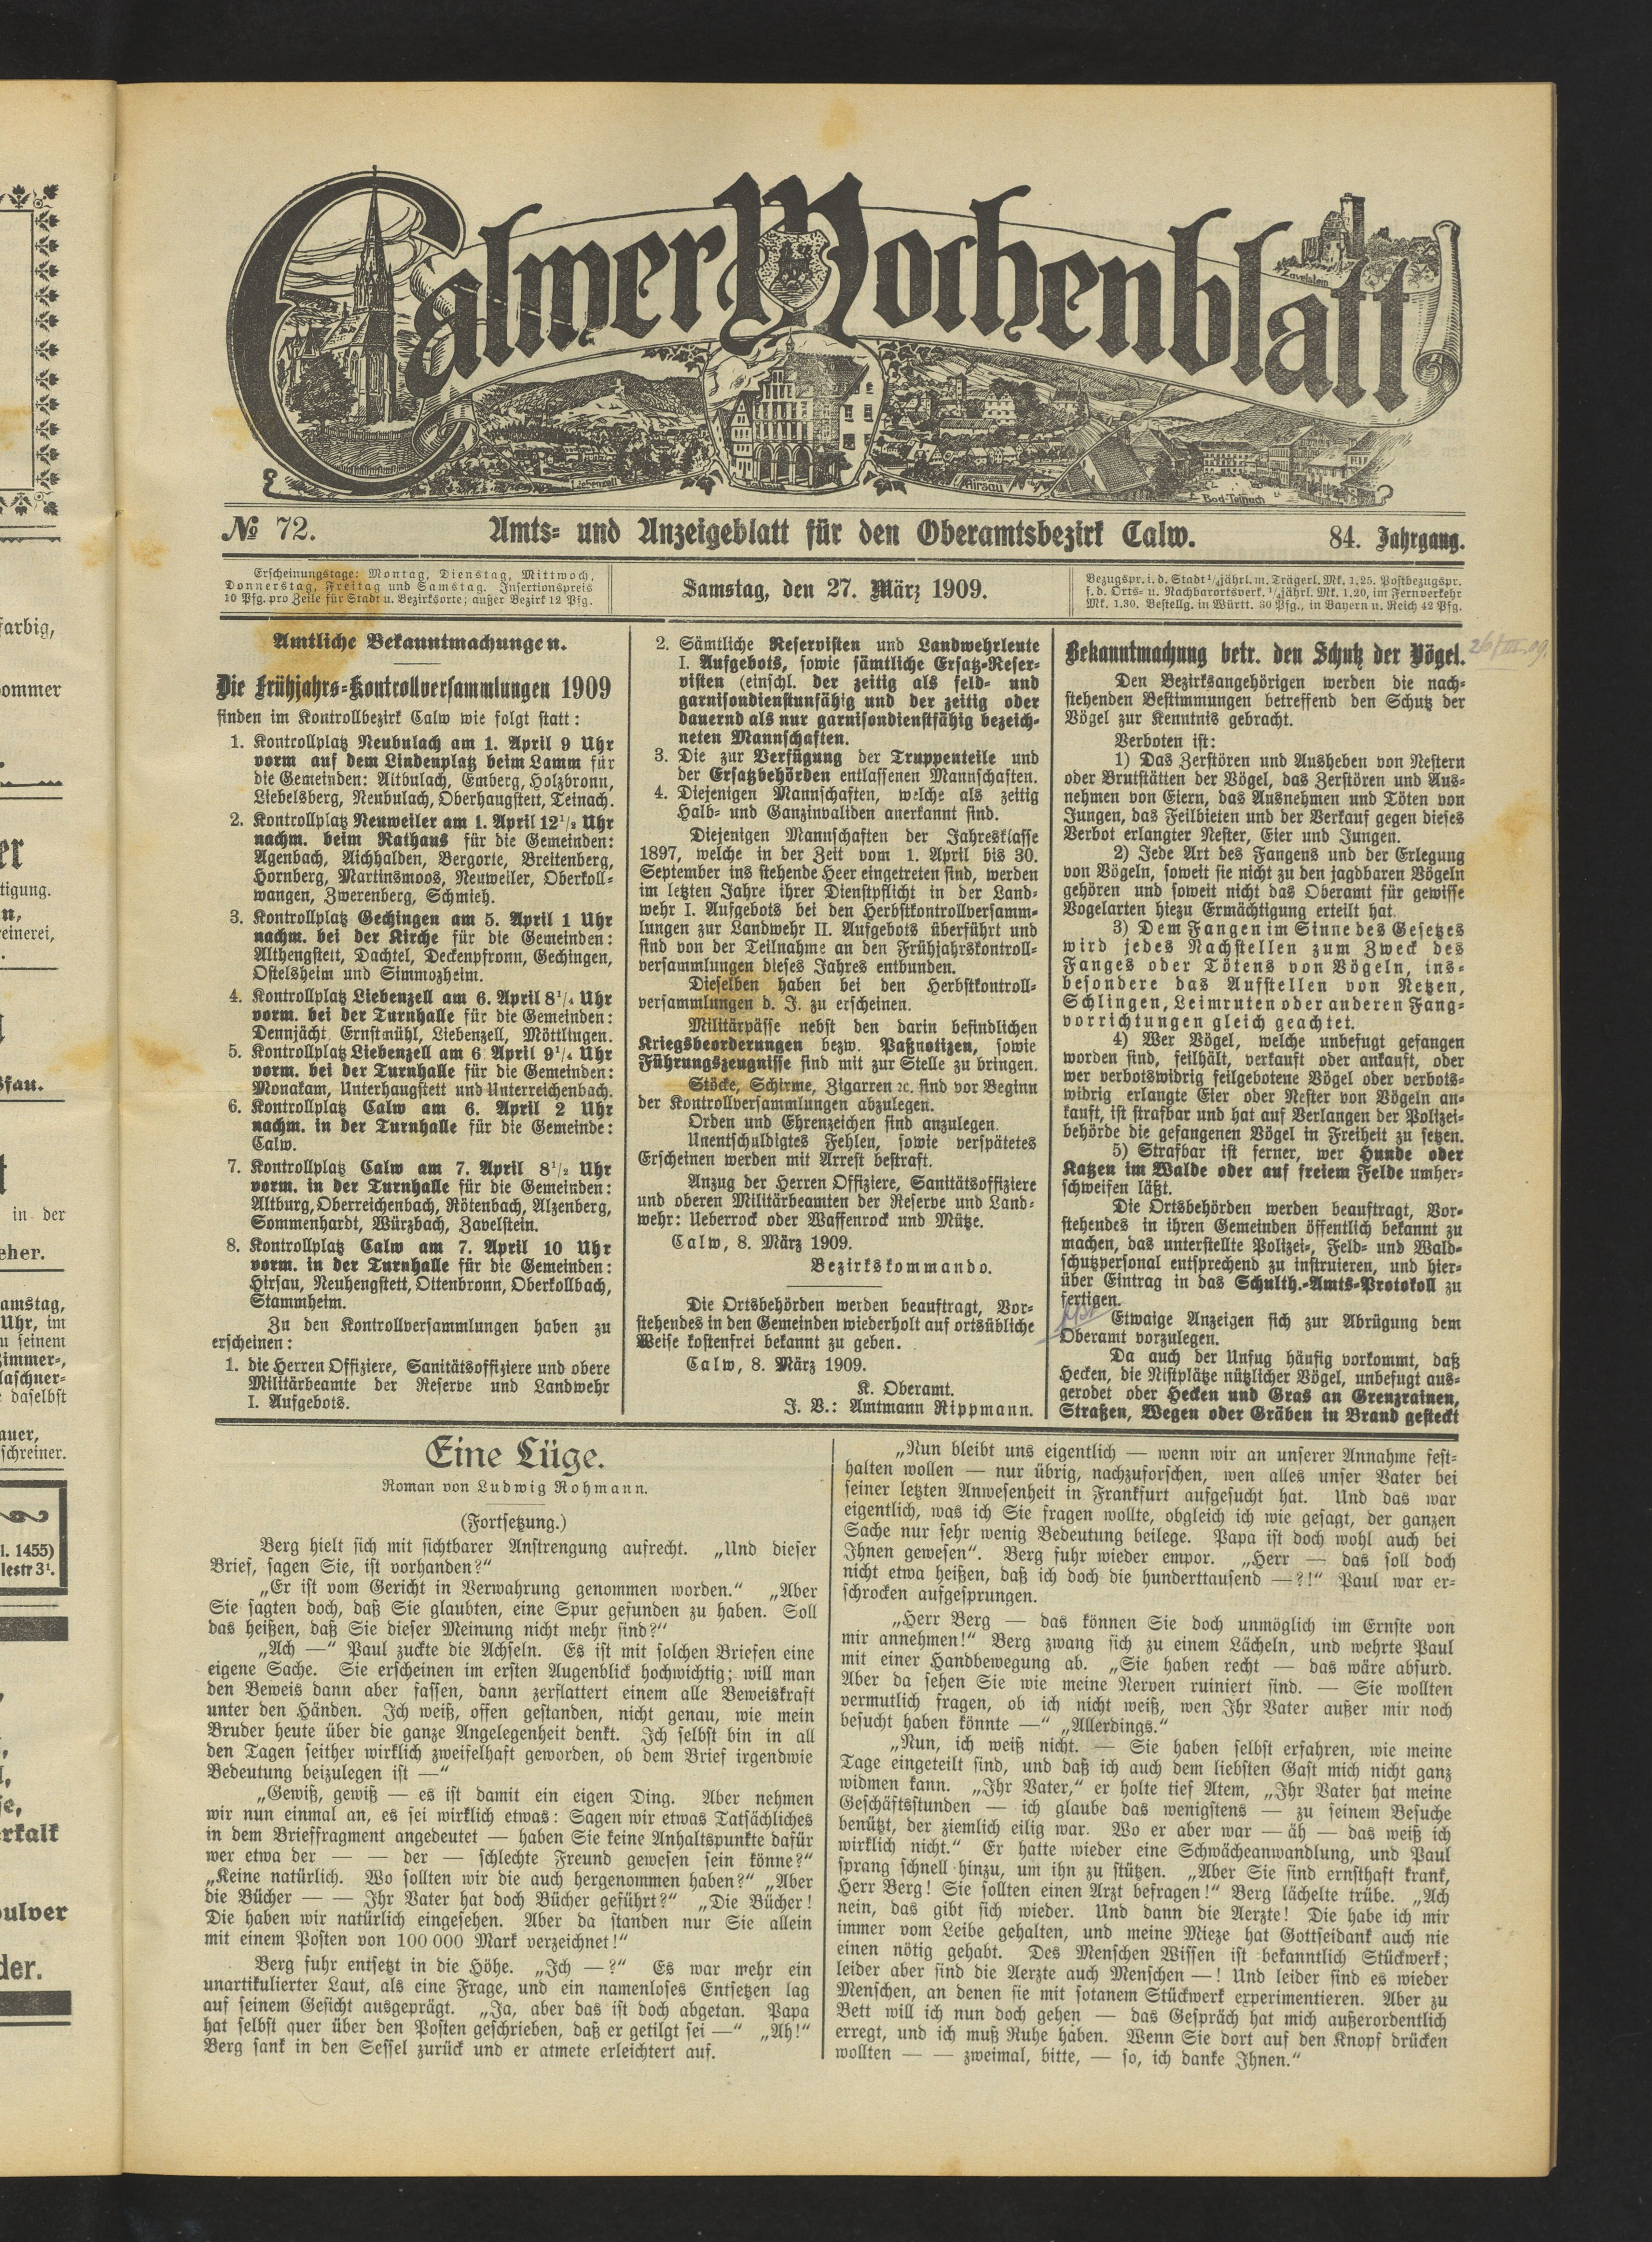 Calwer Wochenblatt
Zavelstein
Liebenzell
Rathaus
Hirsau
Bad-Teinach
№ 72.
Amts- und Anzeigeblatt für den Oberamtsbezirk Calw.
84. Jahrgang.
Erscheinungstage: Montag, Dienstag, Mittwoch,
Donnerstag, Freitag und Samstag. Insertionspreis
10 Pfg. pro Zeile für Stadt u. Bezirksorte; außer Bezirk 12 Pfg.
Samstag, den 27. März 1909.
Bezugspr. i. d. Stadt 1/4jährl. m. Trägerl. Mk. 1.25. Postbezugspr.
f. d. Orts- u. Nachbarortsverk. 1/4jährl. Mk. 1.20, im Fernverkehr
Mk. 1.30. Bestellg. in Württ. 30 Pfg., in Bayern u. Reich 42 Pfg.
Amtliche Bekanntmachungen.
Die Frühjahrs-Kontrollversammlungen 1909
finden im Kontrollbezirk Calw wie folgt statt:
1. Kontrollplatz Neubulach am 1. April 9 Uhr
vorm auf dem Lindenplatz beim Lamm für
die Gemeinden: Altbulach, Emberg, Holzbronn,
Liebelsberg, Neubulach, Oberhaugstett, Teinach.
2. Kontrollplatz Neuweiler am 1. April 12 1/2 Uhr
nachm. beim Rathaus für die Gemeinden:
Agenbach, Aichhalden, Bergorte, Breitenberg,
Hornberg, Martinsmoos, Neuweiler, Oberkoll-
wangen, Zwerenberg, Schmieh.
3. Kontrollplatz Gechingen am 5. April 1 Uhr
nachm. bei der Kirche für die Gemeinden:
Althengstett, Dachtel, Deckenpfronn, Gechingen,
Ostelsheim und Simmozheim.
4. Kontrollplatz Liebenzell am 6. April 8 1/4 Uhr
vorm. bei der Turnhalle für die Gemeinden:
Dennjächt Ernstmühl, Liebenzell, Möttlingen.
5. Kontrollplatz Liebenzell am 6 April 9 1/4 Uhr
vorm. bei der Turnhalle für die Gemeinden:
Monakam, Unterhaugstett und Unterreichenbach.
6. Kontrollplatz Calw am 6. April 2 Uhr
nachm. in der Turnhalle für die Gemeinde:
Calw.
7. Kontrollplatz Calw am 7. April 8 1/2 Uhr
vorm. in der Turnhalle für die Gemeinden:
Altburg, Oberreichenbach, Rötenbach, Alzenberg,
Sommenhardt, Würzbach, Zavelstein.
8. Kontrollplatz Calw am 7. April 10 Uhr
vorm. in der Turnhalle für die Gemeinden:
Hirsau, Neuhengstett, Ottenbronn, Oberkollbach,
Stammheim.
Zu den Kontrollversammlungen haben zu
erscheinen:
1. die Herren Offiziere, Sanitätsoffiziere und obere
Militärbeamte der Reserve und Landwehr
I. Aufgebots.
2. Sämtliche Reservisten und Landwehrleute
I. Aufgebots, sowie sämtliche Ersatz-Reser-
visten (einschl. der zeitig als feld- und
garnisondienstunfähig und der zeitig oder
dauernd als nur garnisondienstfähig bezeich-
neten Mannschaften.
3. Die zur Verfügung der Truppenteile und
der Ersatzbehörden entlassenen Mannschaften.
4. Diejenigen Mannschaften, welche als zeitig
Halb- und Ganzinvaliden anerkannt sind.
Diejenigen Mannschaften der Jahresklasse
1897, welche in der Zeit vom 1. April bis 30.
September ins stehende Heer eingetreten sind, werden
im letzten Jahre ihrer Dienstpflicht in der Land-
wehr I. Aufgebots bei den Herbstkontrollversamm-
lungen zur Landwehr II. Aufgebots überführt und
sind von der Teilnahme an den Frühjahrskontroll-
versammlungen dieses Jahres entbunden.
Dieselben haben bei den Herbstkontroll-
versammlungen d. J. zu erscheinen.
Militärpässe nebst den darin befindlichen
Kriegsbeorderungen bezw. Paßnotizen, sowie
Führungszeugnisse sind mit zur Stelle zu bringen.
Stöcke, Schirme, Zigarren ꝛc. sind vor Beginn
der Kontrollversammlungen abzulegen.
Orden und Ehrenzeichen sind anzulegen.
Unentschuldigtes Fehlen, sowie verspätetes
Erscheinen werden mit Arrest bestraft.
Anzug der Herren Offiziere, Sanitätsoffiziere
und oberen Militärbeamten der Reserve und Land-
wehr: Ueberrock oder Waffenrock und Mütze.
Calw, 8. März 1909.
Bezirkskommando.
Die Ortsbehörden werden beauftragt, Vor-
stehendes in den Gemeinden wiederholt auf ortsübliche
Weise kostenfrei bekannt zu geben.
Calw, 8. März 1909.
K. Oberamt.
J. V.: Amtmann Rippmann.
Bekanntmachung betr. den Schutz der Vögel.
26/III.09.
Den Bezirksangehörigen werden die nach-
stehenden Bestimmungen betreffend den Schutz der
Vögel zur Kenntnis gebracht.
Verboten ist:
1) Das Zerstören und Ausheben von Nestern
oder Brutstätten der Vögel, das Zerstören und Aus-
nehmen von Eiern, das Ausnehmen und Töten von
Jungen, das Feilbieten und der Verkauf gegen dieses
Verbot erlangter Nester, Eier und Jungen.
2) Jede Art des Fangens und der Erlegung
von Vögeln, soweit sie nicht zu den jagdbaren Vögeln
gehören und soweit nicht das Oberamt für gewisse
Vogelarten hiezu Ermächtigung erteilt hat.
3) Dem Fangen im Sinne des Gesetzes
wird jedes Nachstellen zum Zweck des
Fanges oder Tötens von Vögeln, ins-
besondere das Aufstellen von Netzen,
Schlingen, Leimruten oder anderen Fang-
vorrichtungen gleich geachtet.
4) Wer Vögel, welche unbefugt gefangen
worden sind, feilhält, verkauft oder ankauft, oder
wer verbotswidrig feilgebotene Vögel oder verbots-
widrig erlangte Eier oder Nester von Vögeln an-
kauft, ist strafbar und hat auf Verlangen der Polizei-
behörde die gefangenen Vögel in Freiheit zu setzen.
5) Strafbar ist ferner, wer Hunde oder
Katzen im Walde oder auf freiem Felde umher-
schweifen läßt.
Die Ortsbehörden werden beauftragt, Vor-
stehendes in ihren Gemeinden öffentlich bekannt zu
machen, das unterstellte Polizei-, Feld- und Wald-
schutzpersonal entsprechend zu instruieren, und hier-
über Eintrag in das Schulth.-Amts-Protokoll zu
fertigen.
Etwaige Anzeigen sich zur Abrügung dem
Oberamt vorzulegen.
Da auch der Unfug häufig vorkommt, daß
Hecken, die Nistplätze nützlicher Vögel, unbefugt aus-
gerodet oder Hecken und Gras an Grenzrainen,
Straßen, Wegen oder Gräben in Brand gesteckt
Eine Lüge.
Roman von Ludwig Rohmann.
(Fortsetzung.)
Berg hielt sich mit sichtbarer Anstrengung aufrecht. „Und dieser
Brief, sagen Sie, ist vorhanden?“
„Er ist vom Gericht in Verwahrung genommen worden.“ „Aber
Sie sagten doch, daß Sie glaubten, eine Spur gefunden zu haben. Soll
das heißen, daß Sie dieser Meinung nicht mehr sind?“
„Ach —“ Paul zuckte die Achseln. Es ist mit solchen Briefen eine
eigene Sache. Sie erscheinen im ersten Augenblick hochwichtig; will man
den Beweis dann aber fassen, dann zerflattert einem alle Beweiskraft
unter den Händen. Ich weiß, offen gestanden, nicht genau, wie mein
Bruder heute über die ganze Angelegenheit denkt. Ich selbst bin in all
den Tagen seither wirklich zweifelhaft geworden, ob dem Brief irgendwie
Bedeutung beizulegen ist —“
„Gewiß, gewiß — es ist damit ein eigen Ding. Aber nehmen
wir nun einmal an, es sei wirklich etwas: Sagen wir etwas Tatsächliches
in dem Brieffragment angedeutet — haben Sie keine Anhaltspunkte dafür
wer etwa der — — der — schlechte Freund gewesen sein könne?“
„Keine natürlich. Wo sollten wir die auch hergenommen haben?“ „Aber
die Bücher — — Ihr Vater hat doch Bücher geführt?“ „Die Bücher!
Die haben wir natürlich eingesehen. Aber da standen nur Sie allein
mit einem Posten von 100 000 Mark verzeichnet!“
Berg fuhr entsetzt in die Höhe. „Ich —?“ Es war mehr ein
unartikulierter Laut, als eine Frage, und ein namenloses Entsetzen lag
auf seinem Gesicht ausgeprägt. „Ja, aber das ist doch abgetan. Papa
hat selbst quer über den Posten geschrieben, daß er getilgt sei —“ „Ah!“
Berg sank in den Sessel zurück und er atmete erleichtert auf.
„Nun bleibt uns eigentlich — wenn wir an unserer Annahme fest-
halten wollen — nur übrig, nachzuforschen, wen alles unser Vater bei
seiner letzten Anwesenheit in Frankfurt aufgesucht hat. Und das war
eigentlich, was ich Sie fragen wollte, obgleich ich wie gesagt, der ganzen
Sache nur sehr wenig Bedeutung beilege. Papa ist doch wohl auch bei
Ihnen gewesen“. Berg fuhr wieder empor. „Herr — das soll doch
nicht etwa heißen, daß ich doch die hunderttausend —?!“ Paul war er-
schrocken aufgesprungen.
„Herr Berg — das können Sie doch unmöglich im Ernste von
mir annehmen!“ Berg zwang sich zu einem Lächeln, und wehrte Paul
mit einer Handbewegung ab. „Sie haben recht — das wäre absurd.
Aber da sehen Sie wie meine Nerven ruiniert sind. — Sie wollten
vermutlich fragen, ob ich nicht weiß, wen Ihr Vater außer mir noch
besucht haben könnte —“ „Allerdings.“
„Nun, ich weiß nicht. — Sie haben selbst erfahren, wie meine
Tage eingeteilt sind, und daß ich auch dem liebsten Gast mich nicht ganz
widmen kann. „Ihr Vater,“ er holte tief Atem, „Ihr Vater hat meine
Geschäftsstunden — ich glaube das wenigstens — zu seinem Besuche
benützt, der ziemlich eilig war. Wo er aber war — äh — das weiß ich
wirklich nicht.“ Er hatte wieder eine Schwächeanwandlung, und Paul
sprang schnell hinzu, um ihn zu stützen. „Aber Sie sind ernsthaft krank,
Herr Berg! Sie sollten einen Arzt befragen!“ Berg lächelte trübe. „Ach
nein, das gibt sich wieder. Und dann die Aerzte! Die habe ich mir
immer vom Leibe gehalten, und meine Mieze hat Gottseidank auch nie
einen nötig gehabt. Des Menschen Wissen ist bekanntlich Stückwerk;
leider aber sind die Aerzte auch Menschen —! Und leider sind es wieder
Menschen, an denen sie mit sotanem Stückwerk experimentieren. Aber zu
Bett will ich nun doch gehen — das Gespräch hat mich außerordentlich
erregt, und ich muß Ruhe haben. Wenn Sie dort auf den Knopf drücken
wollten — — zweimal, bitte, — so, ich danke Ihnen.“